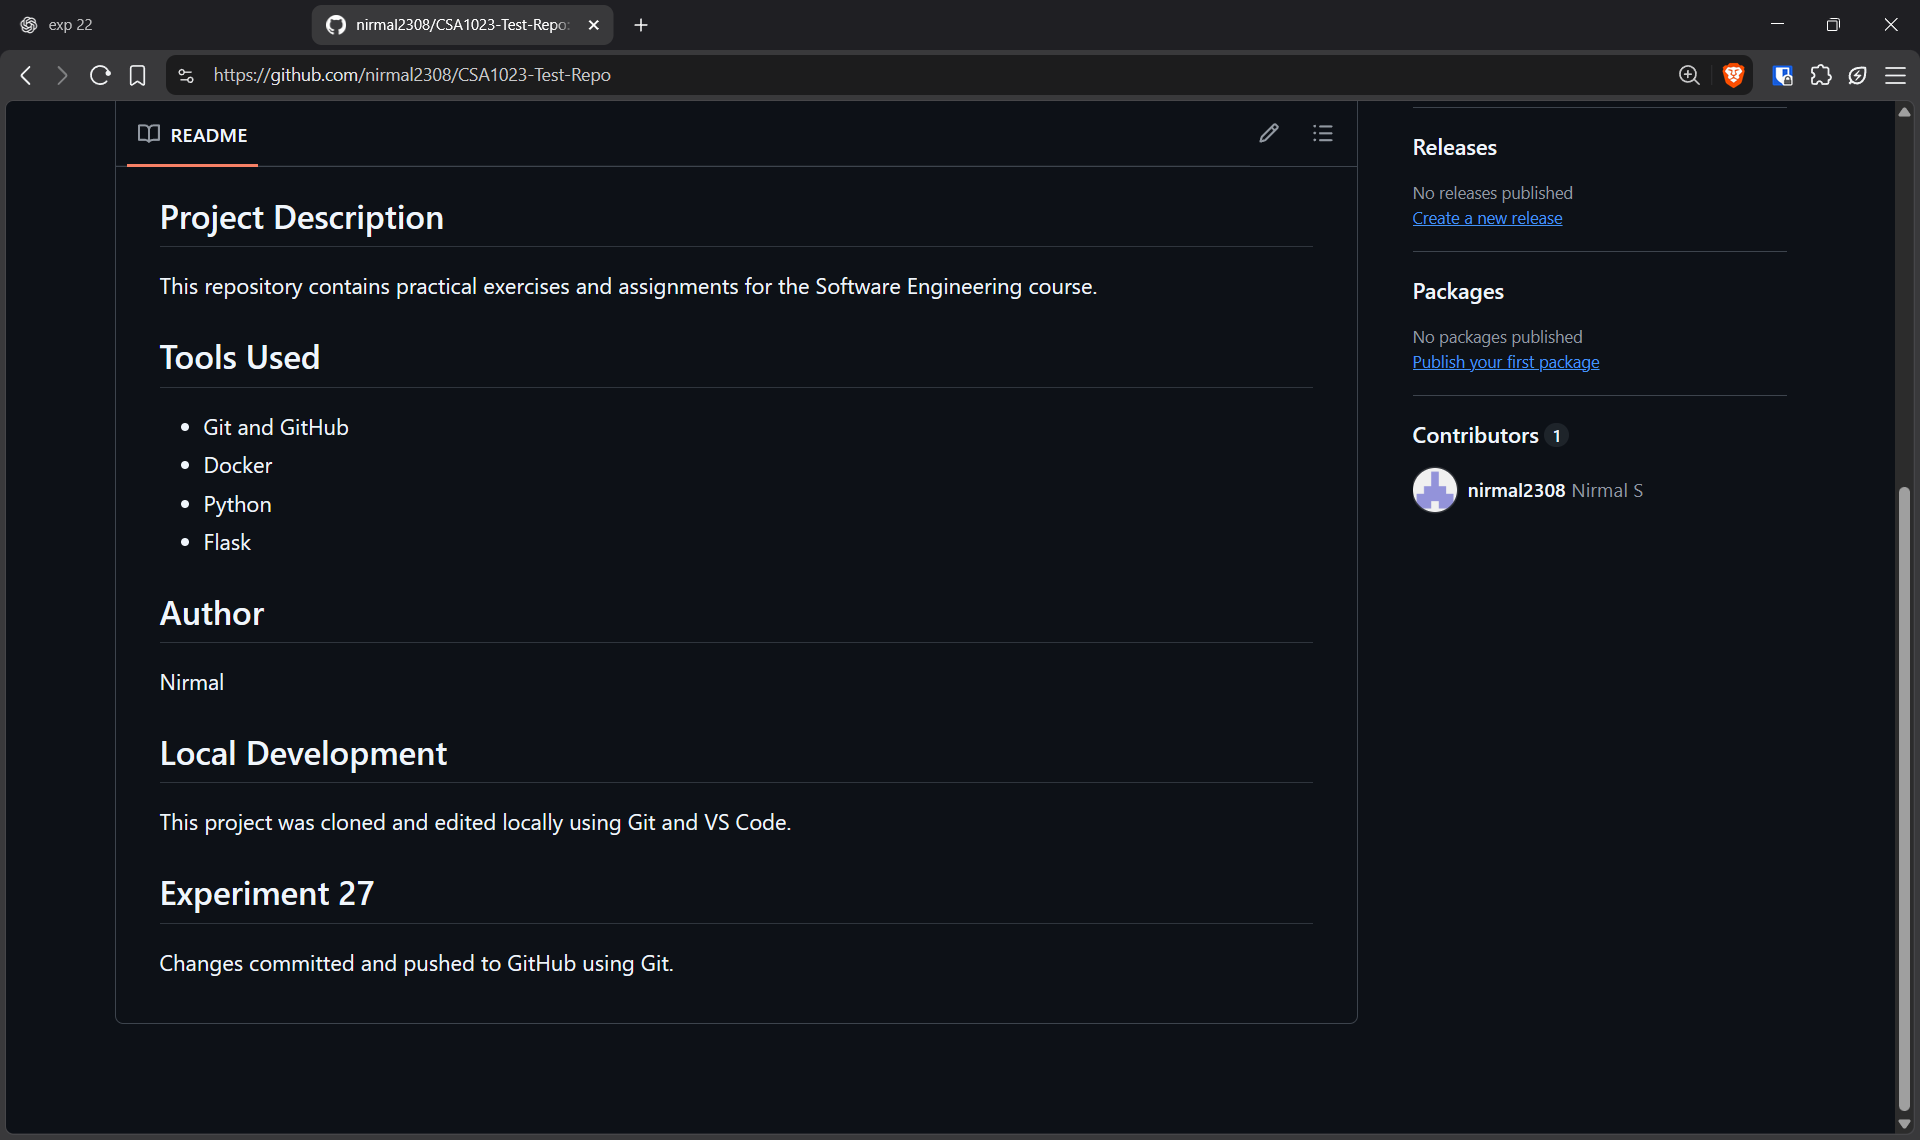 exp 22
nirmal2308/CSA1023-Test-Repo:
https://github.com/nirmal2308/CSA1023-Test-Repo
README
Project Description
This repository contains practical exercises and assignments for the Software Engineering course.
Tools Used
Git and GitHub
Docker
Python
Flask
Author
Nirmal
Local Development
This project was cloned and edited locally using Git and VS Code.
Experiment 27
Changes committed and pushed to GitHub using Git.
Releases
No releases published
Create a new release
Packages
No packages published
Publish your first package
Contributors 1
nirmal2308 Nirmal S